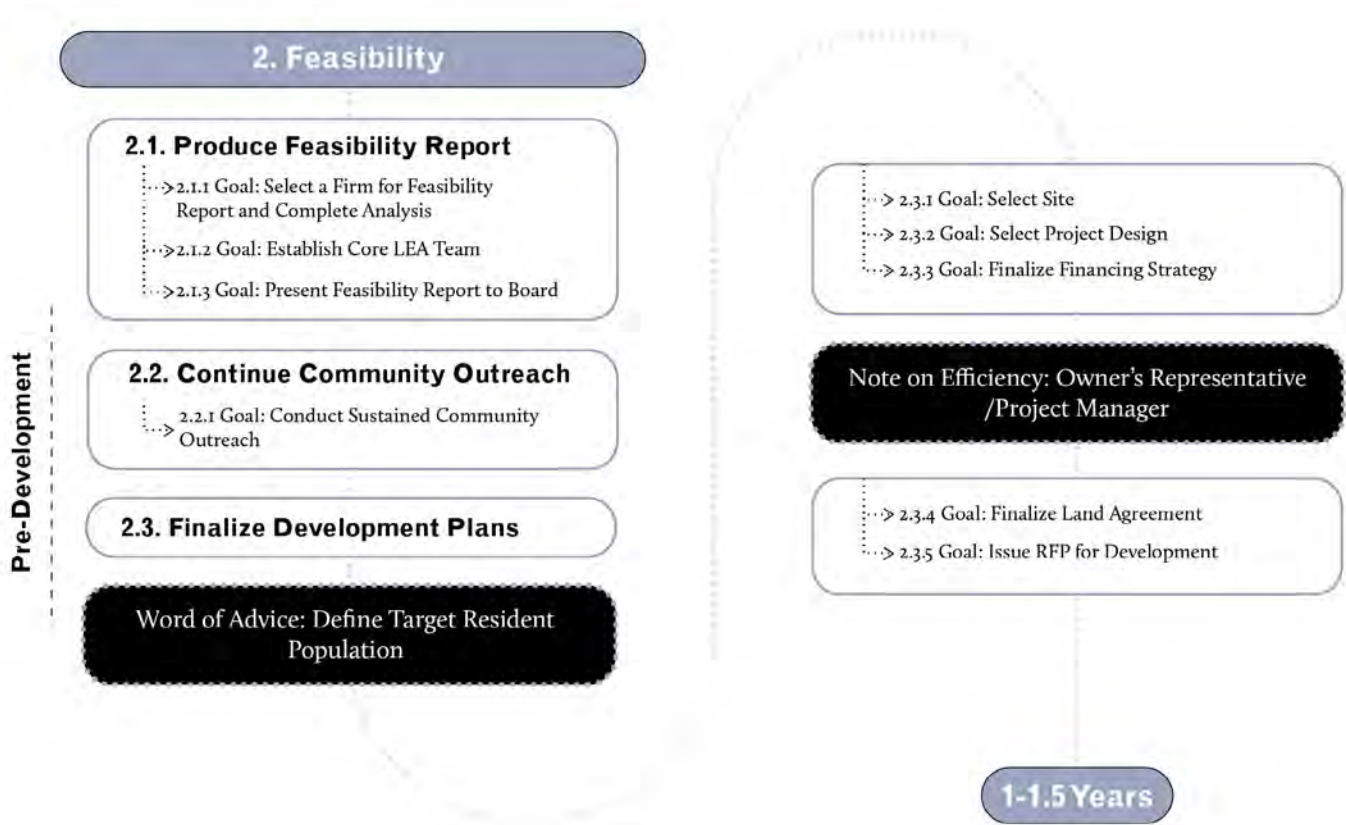 2. Feasibility
2.1. Produce Feasibility Report
2.1.1 Goal: Select a Firm for Feasibility
Report and Complete Analysis
2.1.2 Goal: Establish Core LEA Team
2.1.3 Goal: Present Feasibility Report to Board
Pre-Development
2.2. Continue Community Outreach
2.2.1 Goal: Conduct Sustained Community
Outreach
2.3. Finalize Development Plans
Word of Advice: Define Target Resident
Population
2.3.1 Goal: Select Site
2.3.2 Goal: Select Project Design
2.3.3 Goal: Finalize Financing Strategy
Note on Efficiency: Owner's Representative
/Project Manager
2.3.4 Goal: Finalize Land Agreement
2.3.5 Goal: Issue RFP for Development
1-1.5 Years